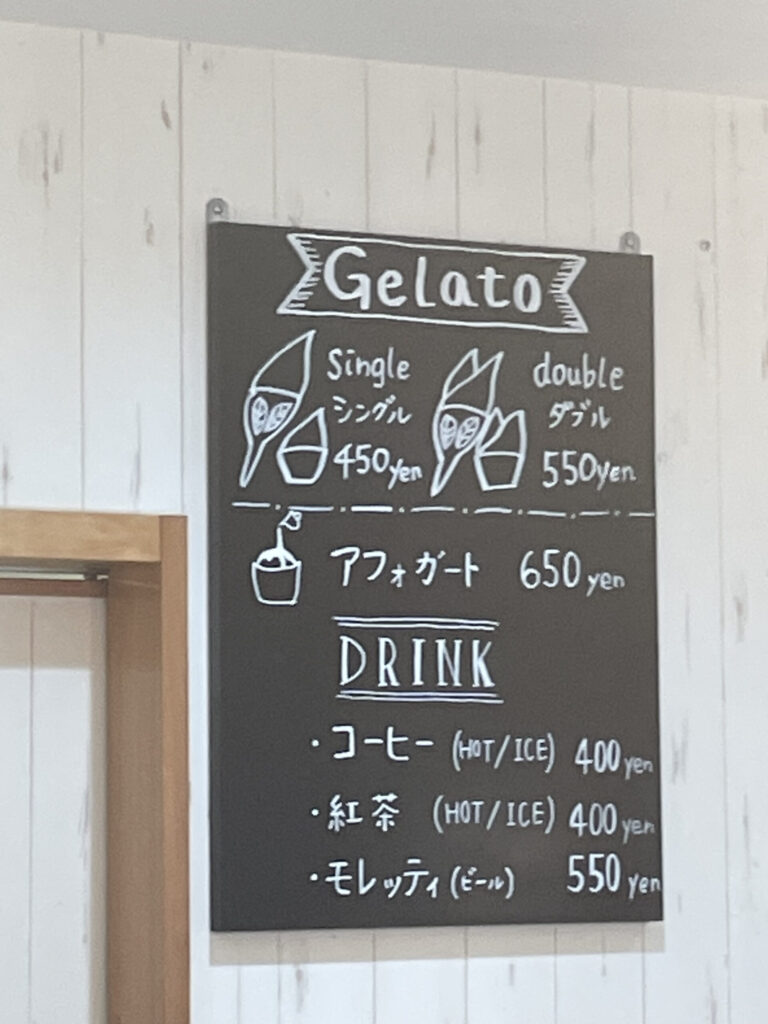 Gelato
single double
シングル ダブル
450yen 550yen
アフォガート 650yen
DRINK
・コーヒー (HOT/ICE) 400yen
・紅茶 (HOT/ICE) 400yen
・モレッティ(ビール) 550yen